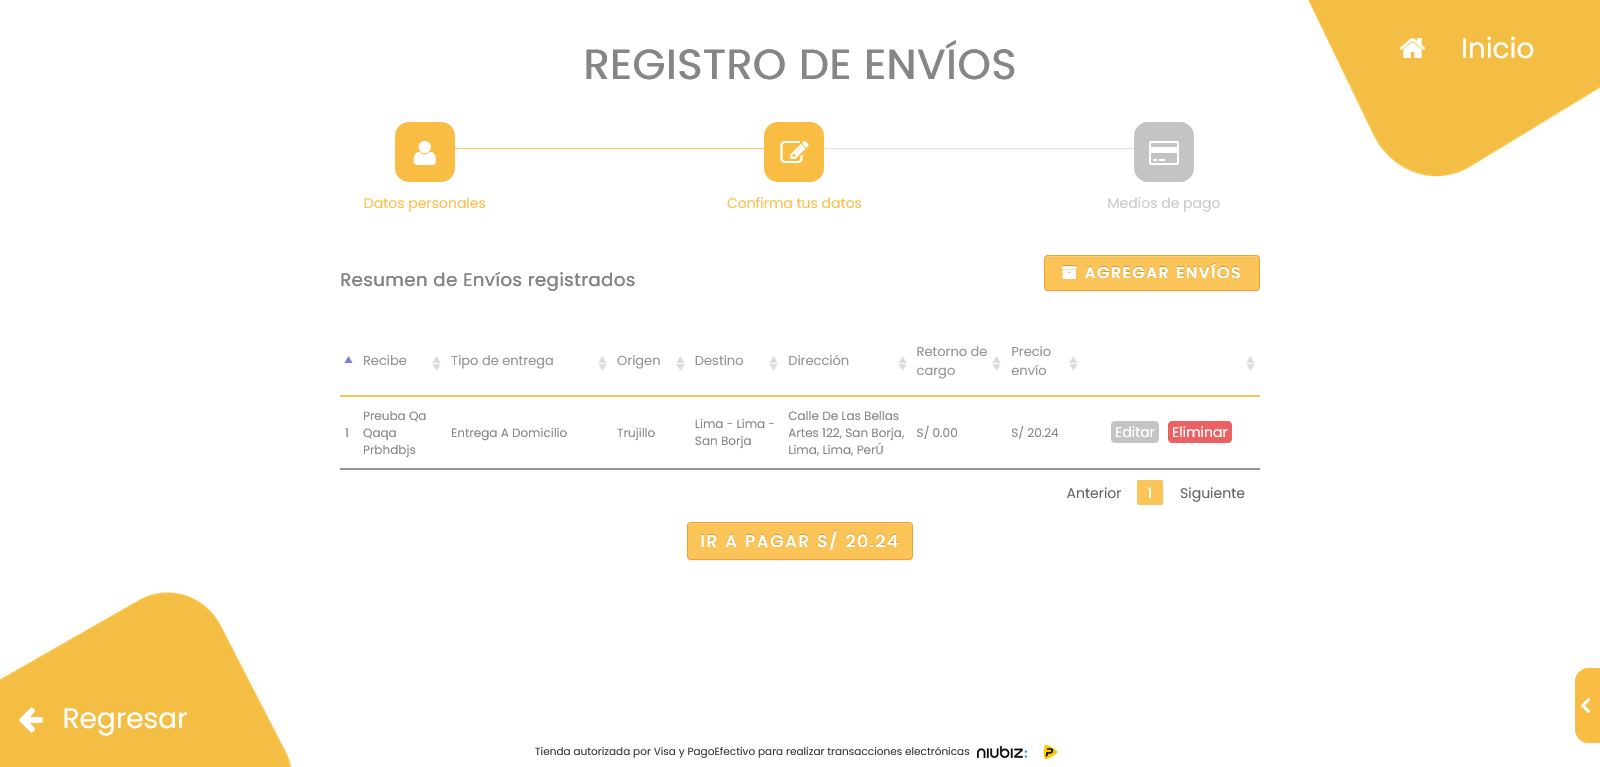 REGISTRO DE ENVÍOS
Inicio
Datos personales
Confirma tus datos
Medios de pago
Resumen de Envíos registrados
AGREGAR ENVÍOS
Recibe
Tipo de entrega
Origen
Destino
Dirección
Retorno de
cargo
Precio
envío
1
Preuba Qa
Qaqa
Prbhdbjs
Entrega A Domicilio
Trujillo
Lima - Lima -
San Borja
Calle De Las Bellas
Artes 122, San Borja,
Lima, Lima, PerÚ
S/ 0.00
S/ 20.24
Editar
Eliminar
Anterior
1
Siguiente
IR A PAGAR S/ 20.24
Regresar
Tienda autorizada por Visa y PagoEfectivo para realizar transacciones electrónicas niubiz: